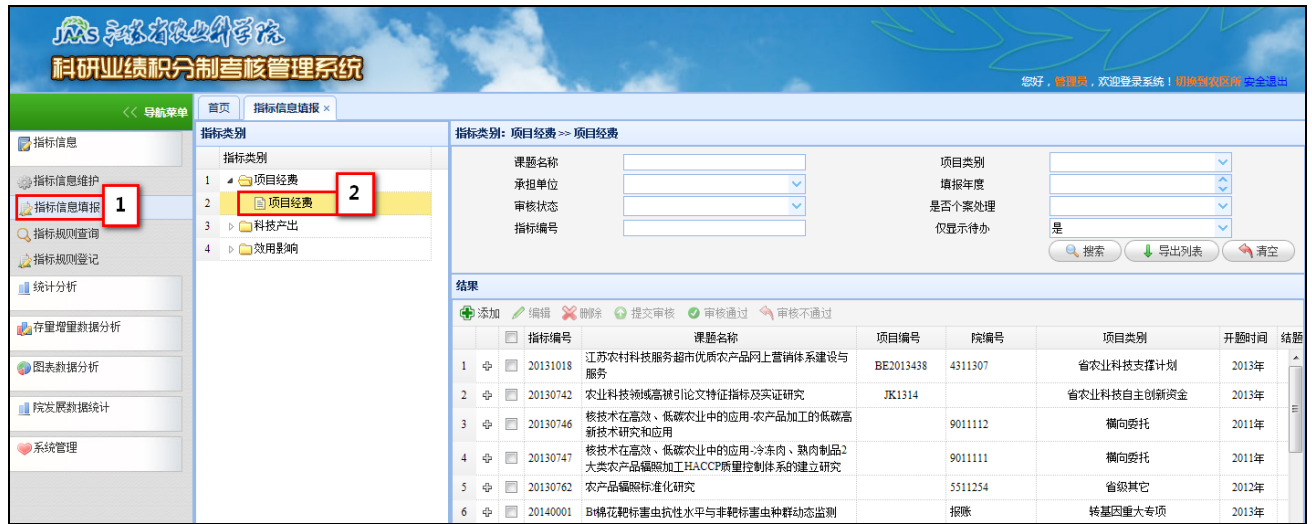 JAAS 江苏省农业科学院
科研业绩积分制考核管理系统
您好，管理员，欢迎登录系统！切换到农区所 安全退出
<< 导航菜单
首页 指标信息填报 ×
指标信息
指标信息维护
指标信息填报
1
指标规则查询
指标规则登记
统计分析
存量增量数据分析
图表数据分析
院发展数据统计
系统管理
指标类别
指标类别
1 项目经费
2 项目经费
2
3 科技产出
4 效用影响
指标类别：项目经费 >> 项目经费
课题名称 项目类别
承担单位 填报年度
审核状态 是否个案处理
指标编号 仅显示待办 是
搜索 导出列表 清空
结果
添加 编辑 删除 提交审核 审核通过 审核不通过
指标编号 课题名称 项目编号 院编号 项目类别 开题时间 结题
1 20131018 江苏农村科技服务超市优质农产品网上营销体系建设与 BE2013438 4311307 省农业科技支撑计划 2013年
服务
2 20130742 农业科技领域高被引论文特征指标及实证研究 JK1314 省农业科技自主创新资金 2013年
3 20130746 核技术在高效、低碳农业中的应用-农产品加工的低碳高 9011112 横向委托 2011年
新技术研究和应用
4 20130747 核技术在高效、低碳农业中的应用-冷冻肉、熟肉制品2 9011111 横向委托 2011年
大类农产品辐照加工HACCP质量控制体系的建立研究
5 20130762 农产品辐照标准化研究 5511254 省级其它 2012年
6 20140001 Bt棉花靶标害虫抗性水平与非靶标害虫种群动态监测 报账 转基因重大专项 2013年